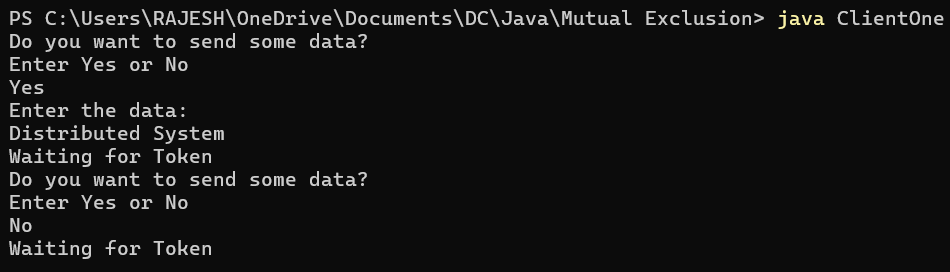 PS C:\Users\RAJESH\OneDrive\Documents\DC\Java\Mutual Exclusion> java ClientOne
Do you want to send some data?
Enter Yes or No
Yes
Enter the data:
Distributed System
Waiting for Token
Do you want to send some data?
Enter Yes or No
No
Waiting for Token